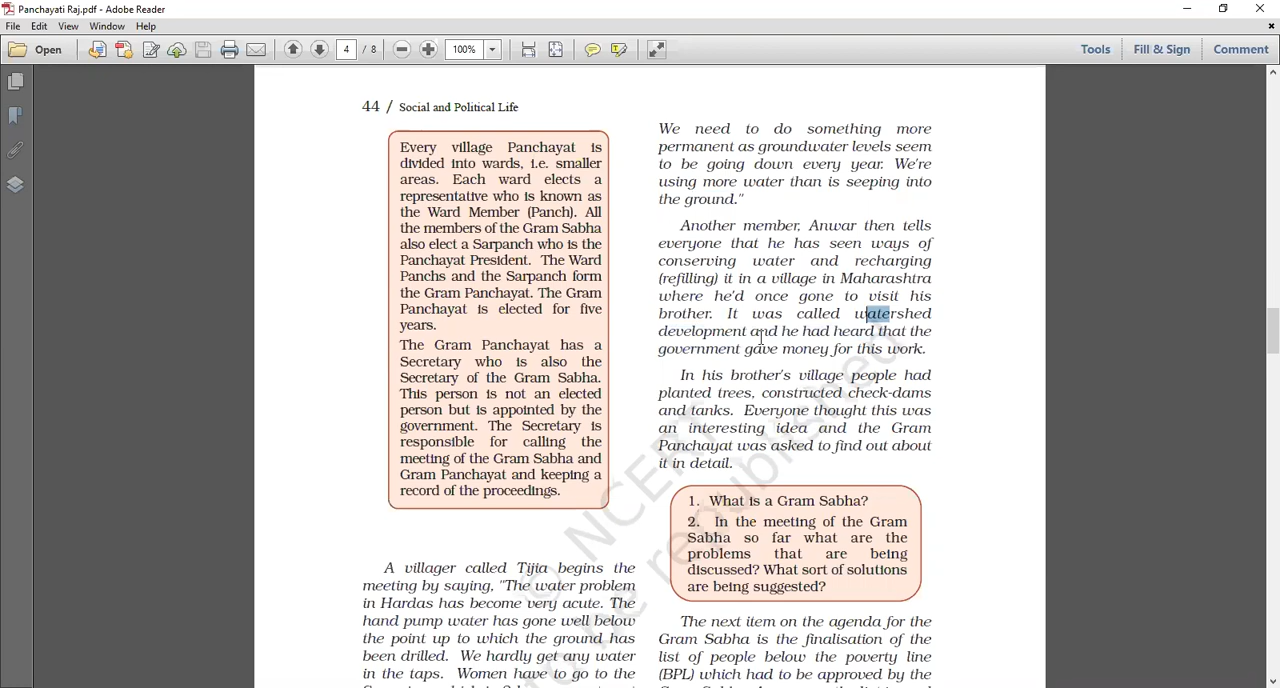 Panchayati Raj.pdf - Adobe Reader
File Edit View Window Help
Open 4 / 8 100% Tools Fill & Sign Comment
44 / Social and Political Life
Every village Panchayat is
divided into wards, i.e. smaller
areas. Each ward elects a
representative who is known as
the Ward Member (Panch). All
the members of the Gram Sabha
also elect a Sarpanch who is the
Panchayat President. The Ward
Panchs and the Sarpanch form
the Gram Panchayat. The Gram
Panchayat is elected for five
years.
The Gram Panchayat has a
Secretary who is also the
Secretary of the Gram Sabha.
This person is not an elected
person but is appointed by the
government. The Secretary is
responsible for calling the
meeting of the Gram Sabha and
Gram Panchayat and keeping a
record of the proceedings.
A villager called Tijia begins the
meeting by saying, "The water problem
in Hardas has become very acute. The
hand pump water has gone well below
the point up to which the ground has
been drilled. We hardly get any water
in the taps. Women have to go to the
We need to do something more
permanent as groundwater levels seem
to be going down every year. We're
using more water than is seeping into
the ground."
Another member, Anwar then tells
everyone that he has seen ways of
conserving water and recharging
(refilling) it in a village in Maharashtra
where he'd once gone to visit his
brother. It was called watershed
development and he had heard that the
government gave money for this work.
In his brother's village people had
planted trees, constructed check-dams
and tanks. Everyone thought this was
an interesting idea and the Gram
Panchayat was asked to find out about
it in detail.
1. What is a Gram Sabha?
2. In the meeting of the Gram
Sabha so far what are the
problems that are being
discussed? What sort of solutions
are being suggested?
The next item on the agenda for the
Gram Sabha is the finalisation of the
list of people below the poverty line
(BPL) which had to be approved by the
© NCERT
be republished